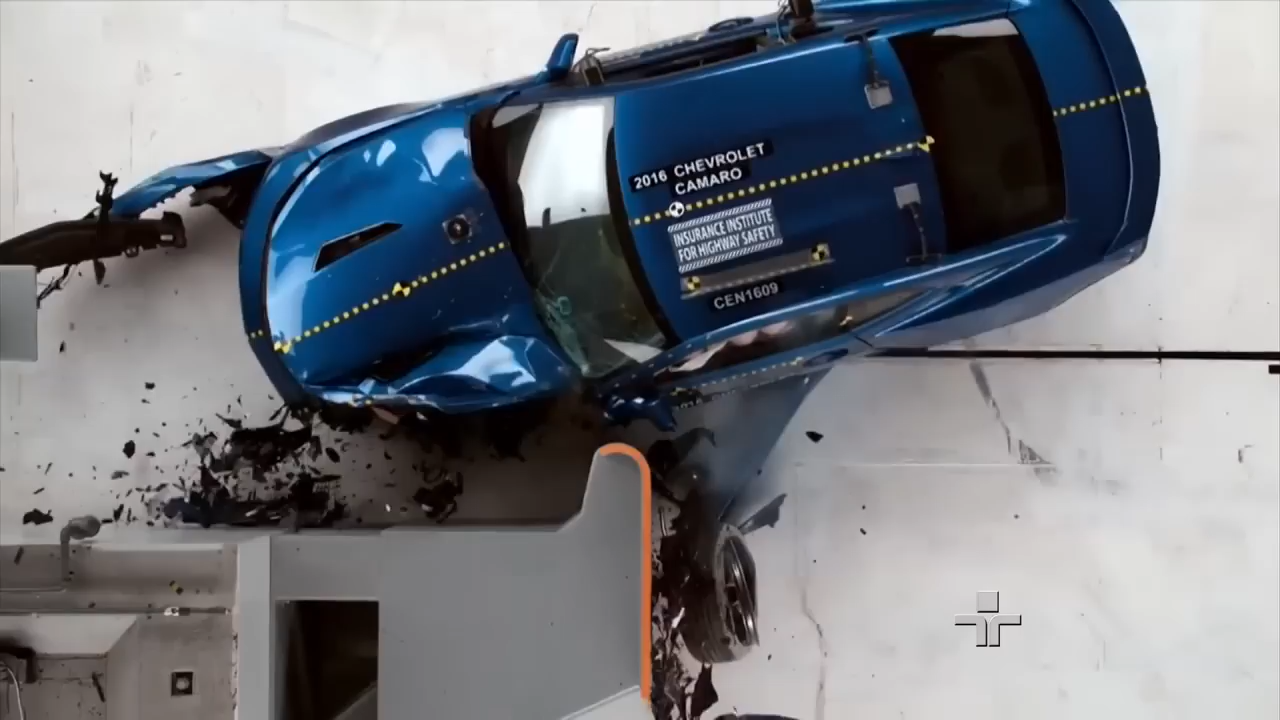 2016 CHEVROLET
CAMARO
INSURANCE INSTITUTE
FOR HIGHWAY SAFETY
CEN1609